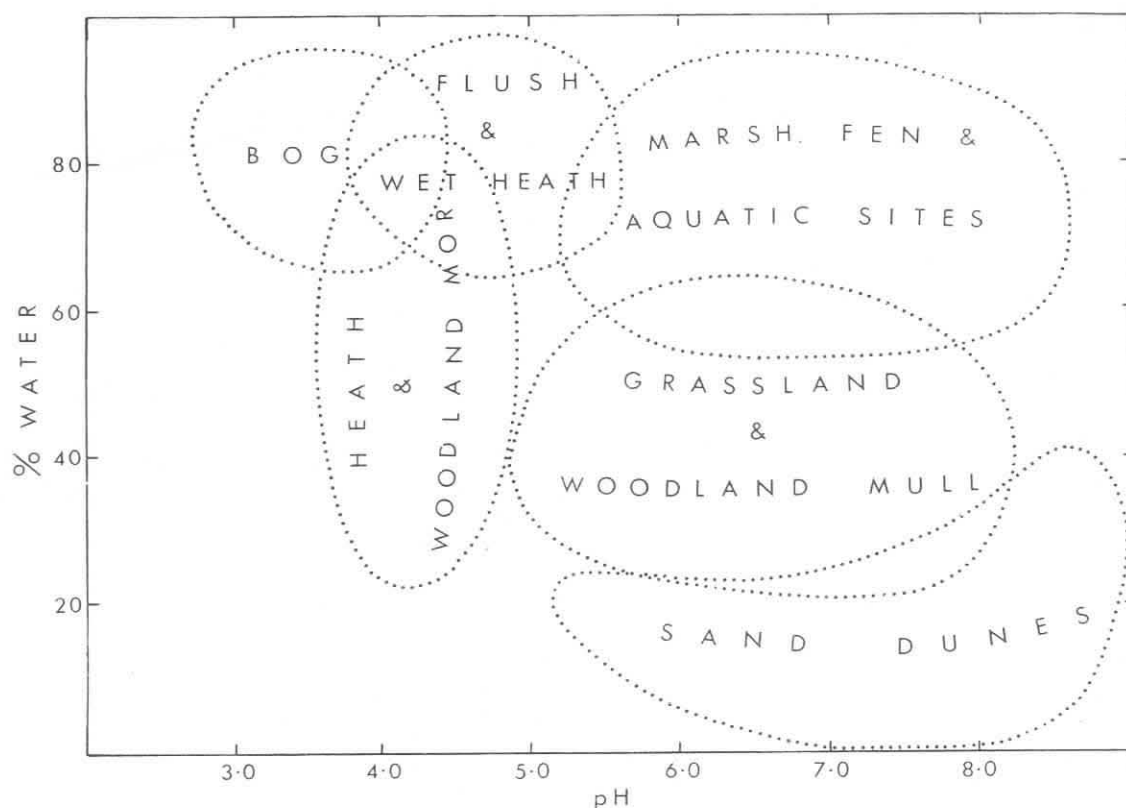 FLUSH
&
WET HEATH
BOG
MARSH. FEN &
AQUATIC SITES
HEATH
&
WOODLAND MOR
GRASSLAND
&
WOODLAND MULL
SAND DUNES
% WATER
80
60
40
20
3·0 4·0 5·0 6·0 7·0 8·0
pH